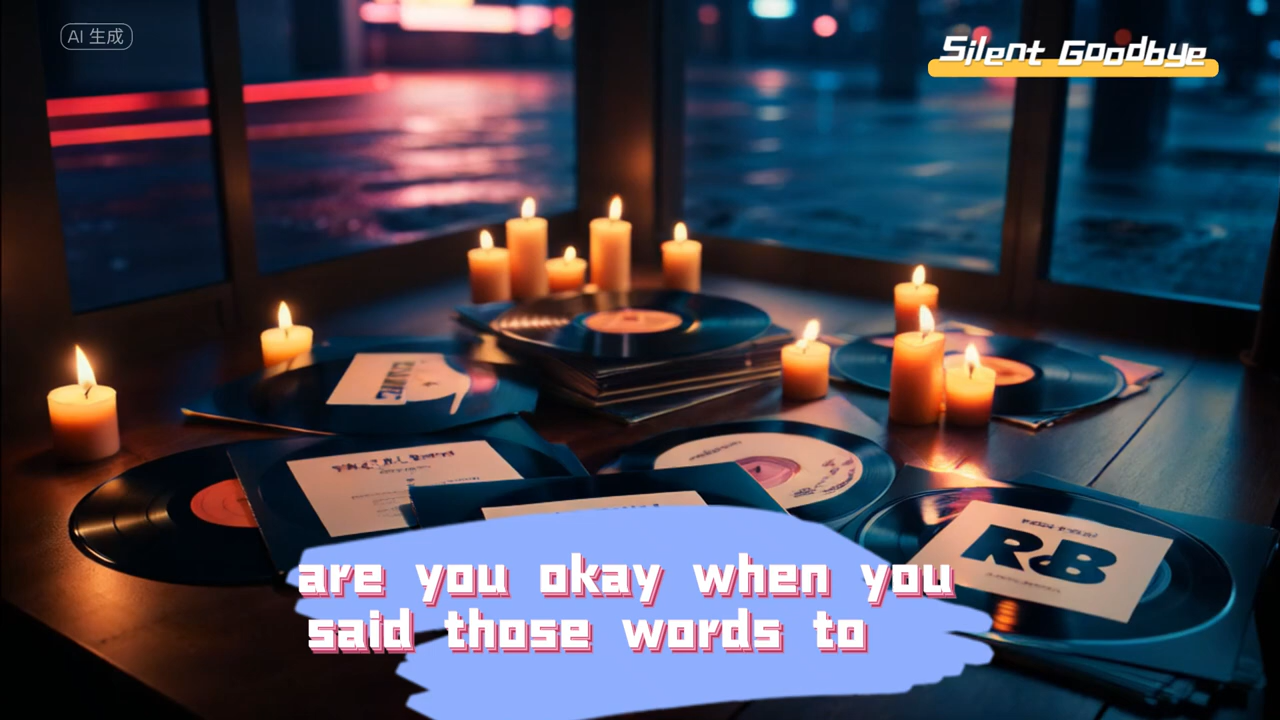 AI 生成
Silent Goodbye
are you okay when you
said those words to
RB